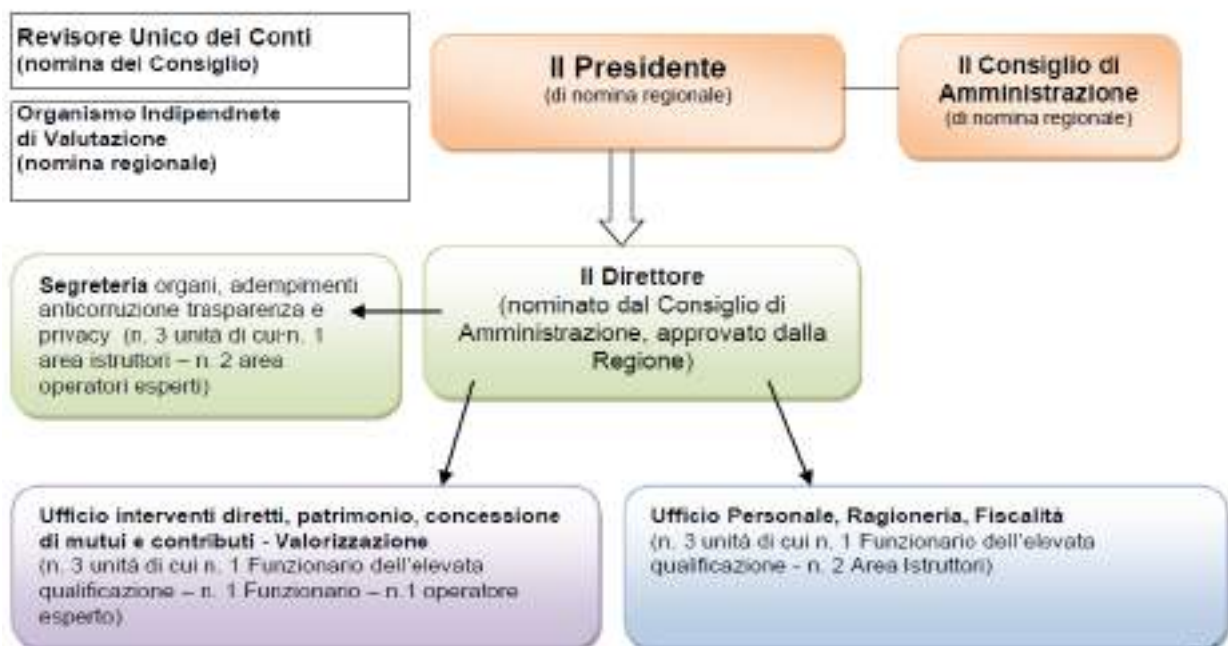 Revisore Unico dei Conti
(nomina del Consiglio)
Organismo Indipendnete
di Valutazione
(nomina regionale)
Il Presidente
(di nomina regionale)
Il Consiglio di
Amministrazione
(di nomina regionale)
Segreteria organi, adempimenti
anticorruzione trasparenza e
privacy (n. 3 unità di cui-n. 1
area istruttori – n. 2 area
operatori esperti)
Il Direttore
(nominato dal Consiglio di
Amministrazione, approvato dalla
Regione)
Ufficio interventi diretti, patrimonio, concessione
di mutui e contributi - Valorizzazione
(n. 3 unità di cui n. 1 Funzionario dell'elevata
qualificazione – n. 1 Funzionario – n.1 operatore
esperto)
Ufficio Personale, Ragioneria, Fiscalità
(n. 3 unità di cui n. 1 Funzionario dell'elevata
qualificazione - n. 2 Area Istruttori)